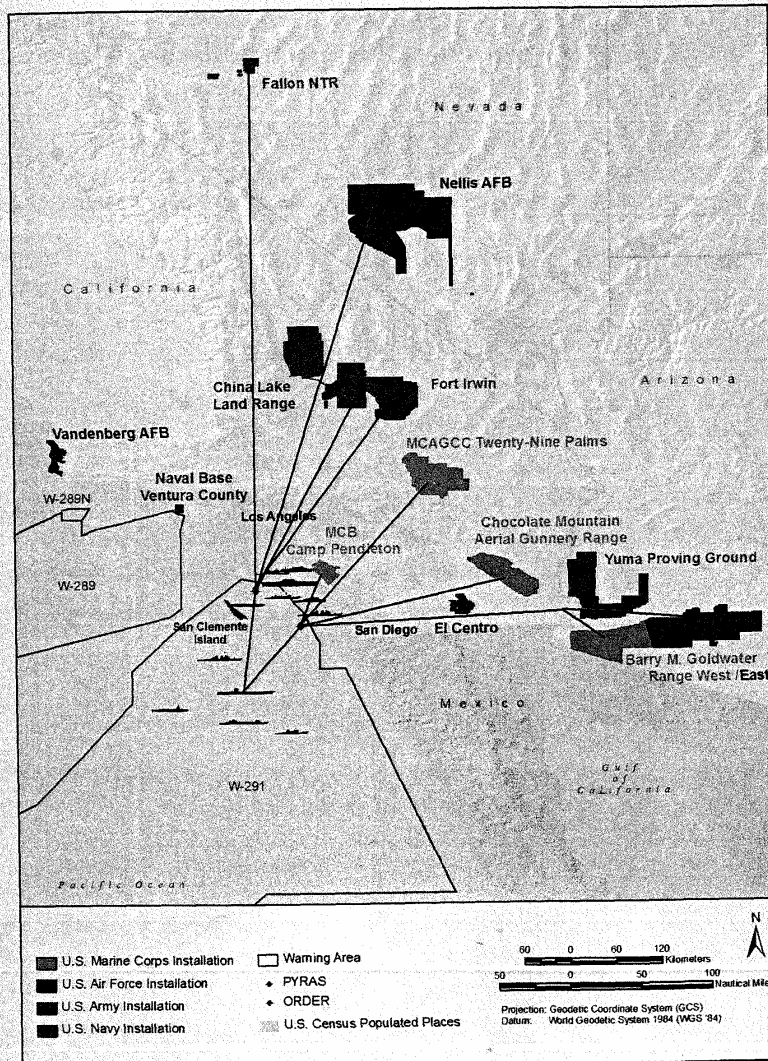 Fallon NTR
Nevada
Nellis AFB
California
China Lake
Land Range
Fort Irwin
Arizona
Vandenberg AFB
MCAGCC Twenty-Nine Palms
Naval Base
Ventura County
W-289N
Los Angeles
MCB
Camp Pendleton
Chocolate Mountain
Aerial Gunnery Range
Yuma Proving Ground
W-289
San Clemente
Island
San Diego
El Centro
Barry M. Goldwater
Range West /East
Mexico
Gulf
of
California
W-291
Pacific Ocean
N
U.S. Marine Corps Installation
U.S. Air Force Installation
U.S. Army Installation
U.S. Navy Installation
Warning Area
PYRAS
ORDER
U.S. Census Populated Places
60 0 60 120
Kilometers
50 0 50 100
Nautical Mile
Projection: Geodetic Coordinate System (GCS)
Datum: World Geodetic System 1984 (WGS '84)